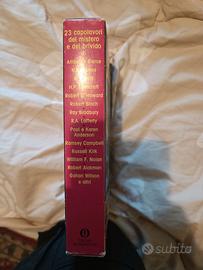 23 capolavori
del mistero
e del brivido
di
Ambrose Bierce
H.P. Lovecraft
Robert E. Howard
Robert Bloch
Ray Bradbury
R.A. Lafferty
Poul e Karen
Anderson
Ramsey Campbell
Russell Kirk
William F. Nolan
Robert Aickman
Gahan Wilson
e altri
subito